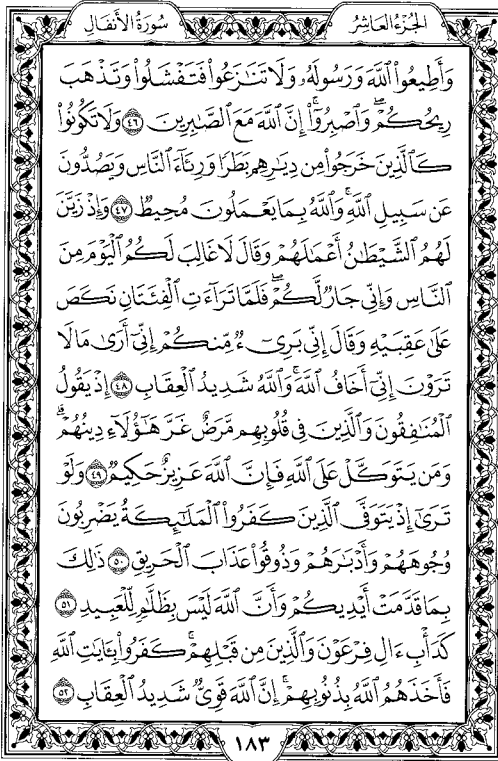 سُورَةُ الأَنفَالِ الجُزْءُ العَاشِرُ
وَأَطِيعُوا۟ ٱللَّهَ وَرَسُولَهُۥ وَلَا تَنَٰزَعُوا۟ فَتَفْشَلُوا۟ وَتَذْهَبَ
رِيحُكُمْ ۖ وَٱصْبِرُوٓا۟ ۚ إِنَّ ٱللَّهَ مَعَ ٱلصَّٰبِرِينَ ٤٦ وَلَا تَكُونُوا۟
كَٱلَّذِينَ خَرَجُوا۟ مِن دِيَٰرِهِم بَطَرًا وَرِئَآءَ ٱلنَّاسِ وَيَصُدُّونَ
عَن سَبِيلِ ٱللَّهِ ۚ وَٱللَّهُ بِمَا يَعْمَلُونَ مُحِيطٌ ٤٧ وَإِذْ زَيَّنَ
لَهُمُ ٱلشَّيْطَٰنُ أَعْمَٰلَهُمْ وَقَالَ لَا غَالِبَ لَكُمُ ٱلْيَوْمَ مِنَ
ٱلنَّاسِ وَإِنِّى جَارٌ لَّكُمْ ۖ فَلَمَّا تَرَآءَتِ ٱلْفِئَتَانِ نَكَصَ
عَلَىٰ عَقِبَيْهِ وَقَالَ إِنِّى بَرِىٓءٌ مِّنكُمْ إِنِّىٓ أَرَىٰ مَا لَا
تَرَوْنَ إِنِّىٓ أَخَافُ ٱللَّهَ ۚ وَٱللَّهُ شَدِيدُ ٱلْعِقَابِ ٤٨ إِذْ يَقُولُ
ٱلْمُنَٰفِقُونَ وَٱلَّذِينَ فِى قُلُوبِهِم مَّرَضٌ غَرَّ هَٰٓؤُلَآءِ دِينُهُمْ ۗ
وَمَن يَتَوَكَّلْ عَلَى ٱللَّهِ فَإِنَّ ٱللَّهَ عَزِيزٌ حَكِيمٌ ٤٩ وَلَوْ
تَرَىٰٓ إِذْ يَتَوَفَّى ٱلَّذِينَ كَفَرُوا۟ ٱلْمَلَٰٓئِكَةُ يَضْرِبُونَ
وُجُوهَهُمْ وَأَدْبَٰرَهُمْ وَذُوقُوا۟ عَذَابَ ٱلْحَرِيقِ ٥٠ ذَٰلِكَ
بِمَا قَدَّمَتْ أَيْدِيكُمْ وَأَنَّ ٱللَّهَ لَيْسَ بِظَلَّٰمٍ لِّلْعَبِيدِ ٥١
كَدَأْبِ ءَالِ فِرْعَوْنَ وَٱلَّذِينَ مِن قَبْلِهِمْ ۚ كَفَرُوا۟ بِـَٔايَٰتِ ٱللَّهِ
فَأَخَذَهُمُ ٱللَّهُ بِذُنُوبِهِمْ ۗ إِنَّ ٱللَّهَ قَوِىٌّ شَدِيدُ ٱلْعِقَابِ ٥٢
١٨٣